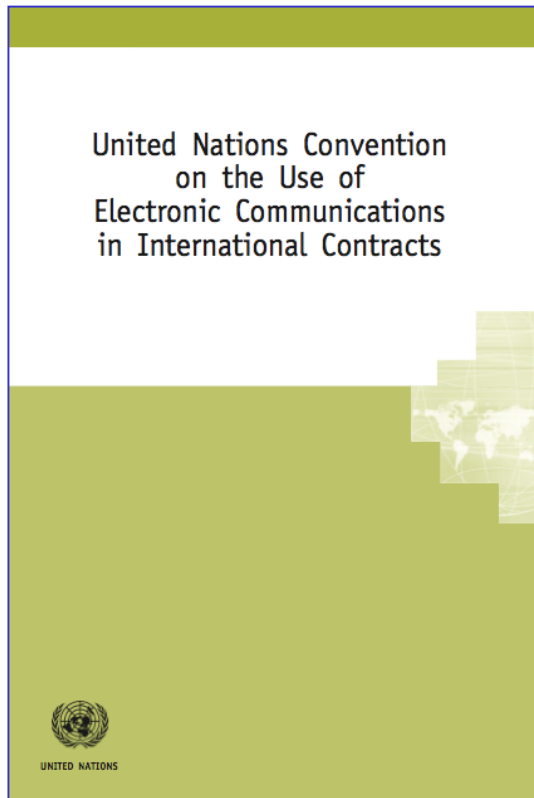 United Nations Convention
on the Use of
Electronic Communications
in International Contracts
UNITED NATIONS